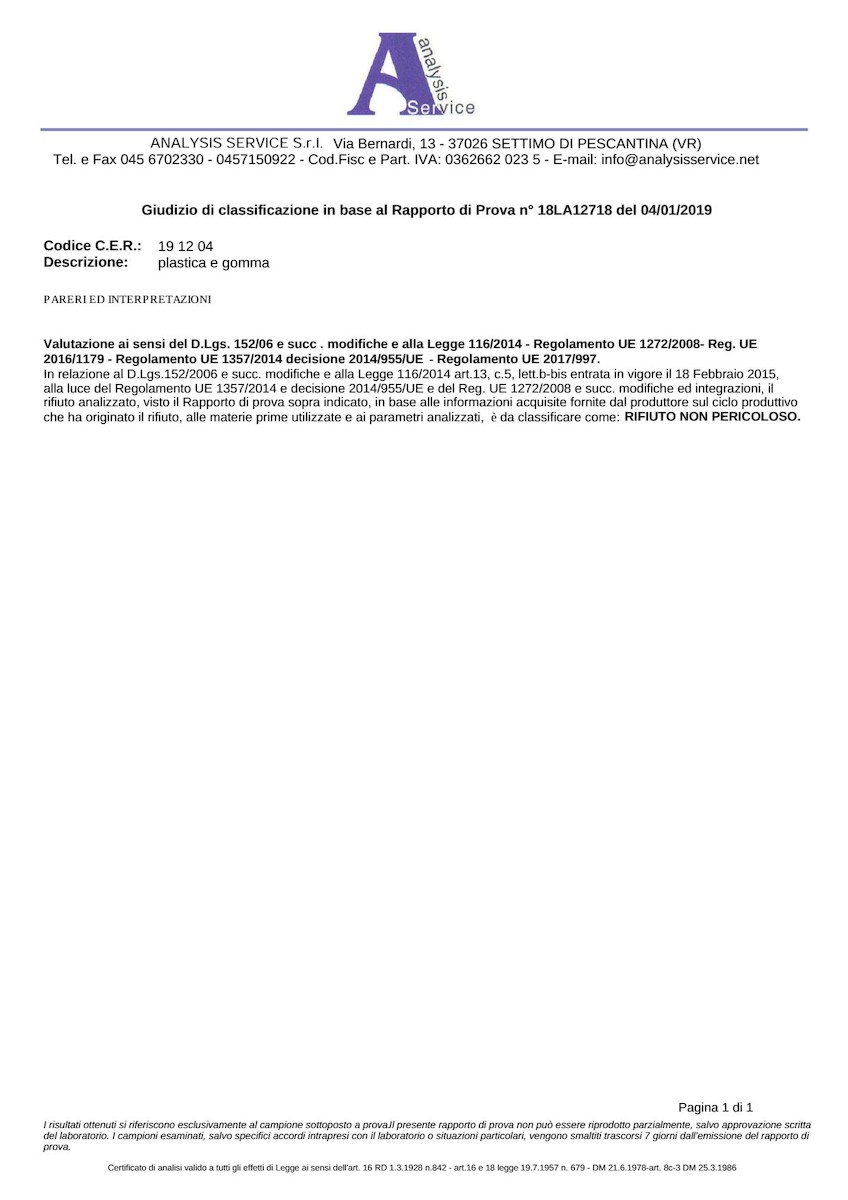 A analysis Service
ANALYSIS SERVICE S.r.l. Via Bernardi, 13 - 37026 SETTIMO DI PESCANTINA (VR)
Tel. e Fax 045 6702330 - 0457150922 - Cod.Fisc e Part. IVA: 0362662 023 5 - E-mail: info@analysisservice.net
Giudizio di classificazione in base al Rapporto di Prova n° 18LA12718 del 04/01/2019
Codice C.E.R.: 19 12 04
Descrizione: plastica e gomma
PARERI ED INTERPRETAZIONI
Valutazione ai sensi del D.Lgs. 152/06 e succ . modifiche e alla Legge 116/2014 - Regolamento UE 1272/2008- Reg. UE
2016/1179 - Regolamento UE 1357/2014 decisione 2014/955/UE - Regolamento UE 2017/997.
In relazione al D.Lgs.152/2006 e succ. modifiche e alla Legge 116/2014 art.13, c.5, lett.b-bis entrata in vigore il 18 Febbraio 2015,
alla luce del Regolamento UE 1357/2014 e decisione 2014/955/UE e del Reg. UE 1272/2008 e succ. modifiche ed integrazioni, il
rifiuto analizzato, visto il Rapporto di prova sopra indicato, in base alle informazioni acquisite fornite dal produttore sul ciclo produttivo
che ha originato il rifiuto, alle materie prime utilizzate e ai parametri analizzati, è da classificare come: RIFIUTO NON PERICOLOSO.
Pagina 1 di 1
I risultati ottenuti si riferiscono esclusivamente al campione sottoposto a prova.Il presente rapporto di prova non può essere riprodotto parzialmente, salvo approvazione scritta
del laboratorio. I campioni esaminati, salvo specifici accordi intrapresi con il laboratorio o situazioni particolari, vengono smaltiti trascorsi 7 giorni dall'emissione del rapporto di
prova.
Certificato di analisi valido a tutti gli effetti di Legge ai sensi dell'art. 16 RD 1.3.1928 n.842 - art.16 e 18 legge 19.7.1957 n. 679 - DM 21.6.1978-art. 8c-3 DM 25.3.1986